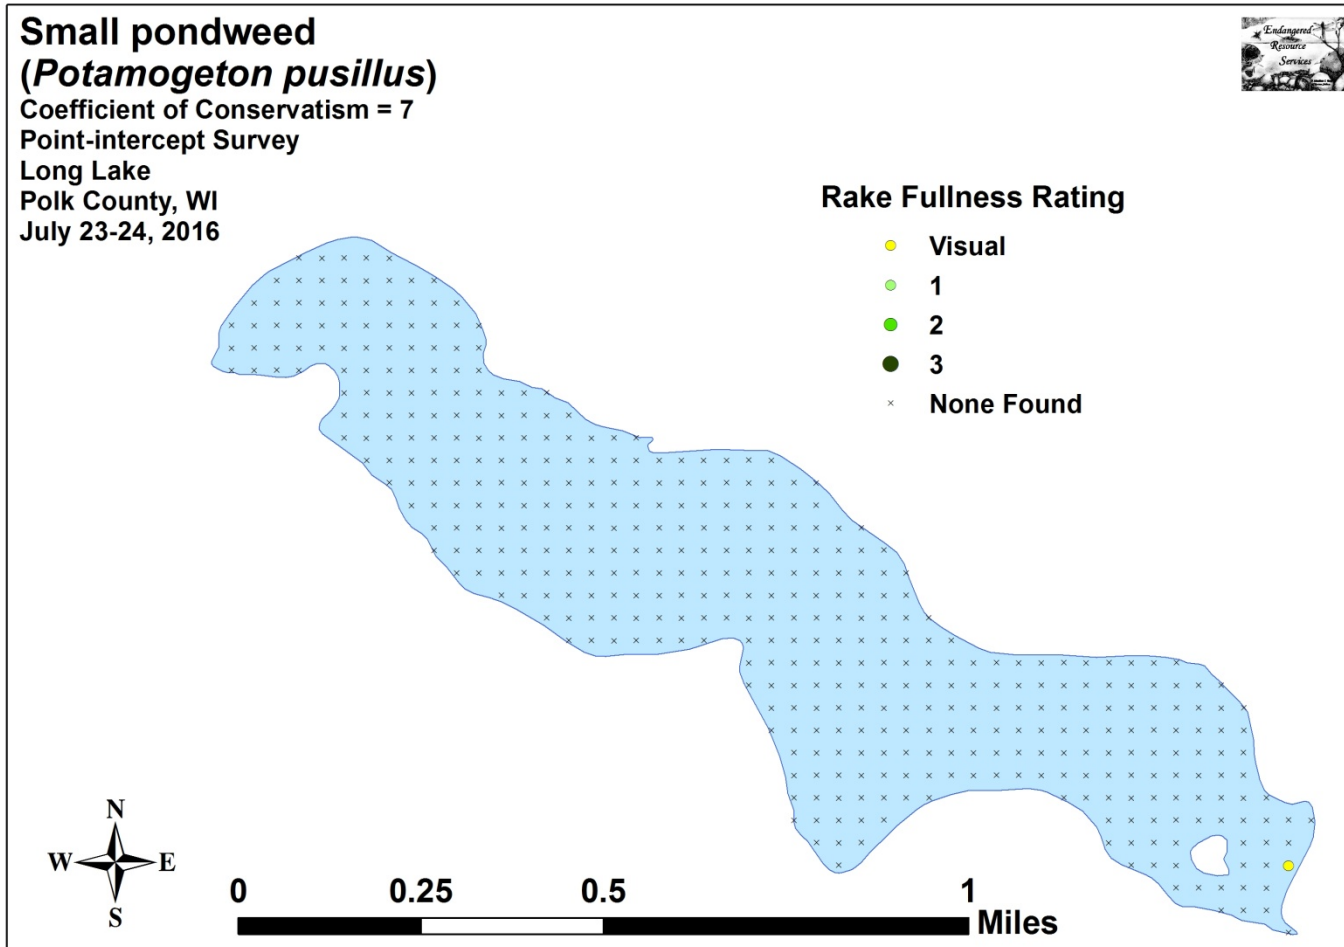 Small pondweed
(Potamogeton pusillus)
Coefficient of Conservatism = 7
Point-intercept Survey
Long Lake
Polk County, WI
July 23-24, 2016
Endangered
Resource
Services
Rake Fullness Rating
Visual
1
2
3
None Found
N
W E
S
0 0.25 0.5 1
Miles